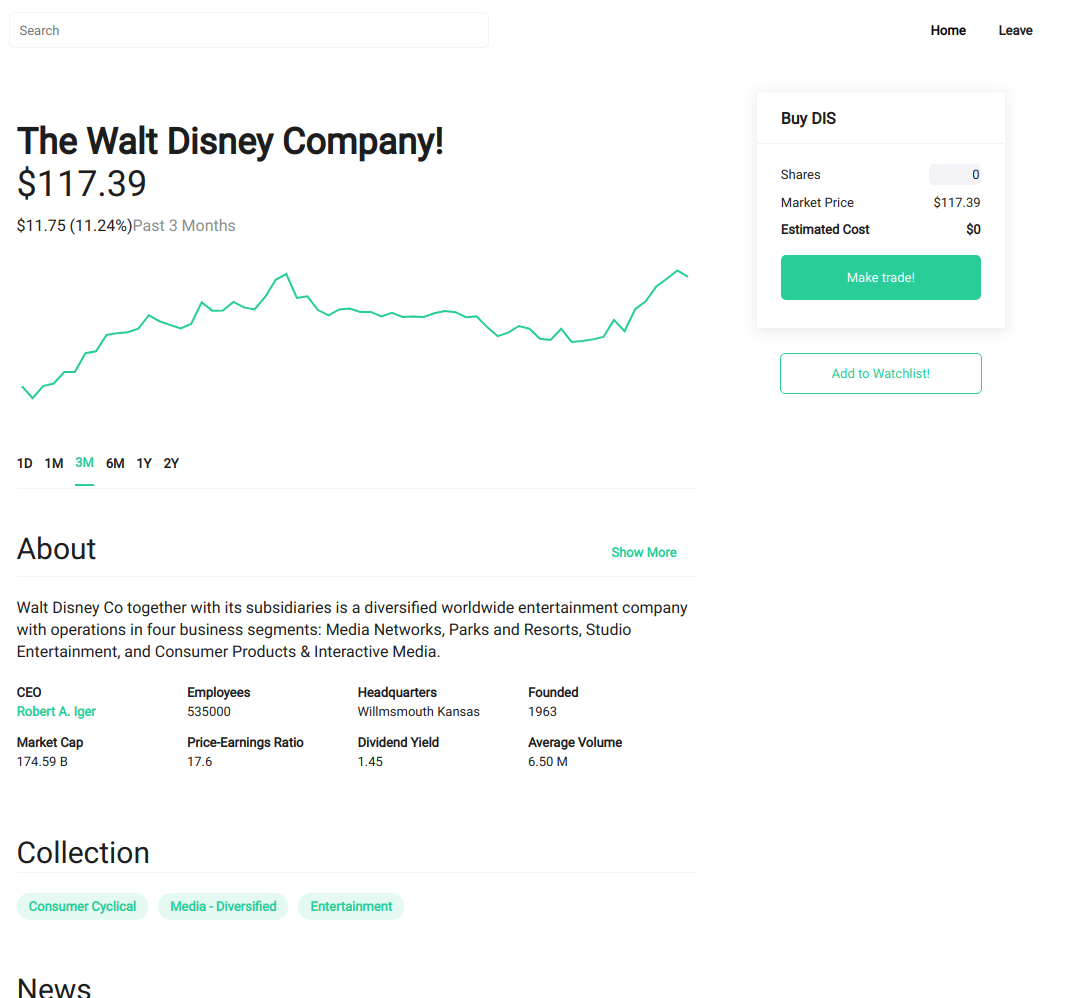 Search
Home Leave
The Walt Disney Company!
$117.39
$11.75 (11.24%)Past 3 Months
Buy DIS
Shares 0
Market Price $117.39
Estimated Cost $0
Make trade!
Add to Watchlist!
1D 1M 3M 6M 1Y 2Y
About Show More
Walt Disney Co together with its subsidiaries is a diversified worldwide entertainment company
with operations in four business segments: Media Networks, Parks and Resorts, Studio
Entertainment, and Consumer Products & Interactive Media.
CEO Employees Headquarters Founded
Robert A. Iger 535000 Willmsmouth Kansas 1963
Market Cap Price-Earnings Ratio Dividend Yield Average Volume
174.59 B 17.6 1.45 6.50 M
Collection
Consumer Cyclical Media - Diversified Entertainment
News